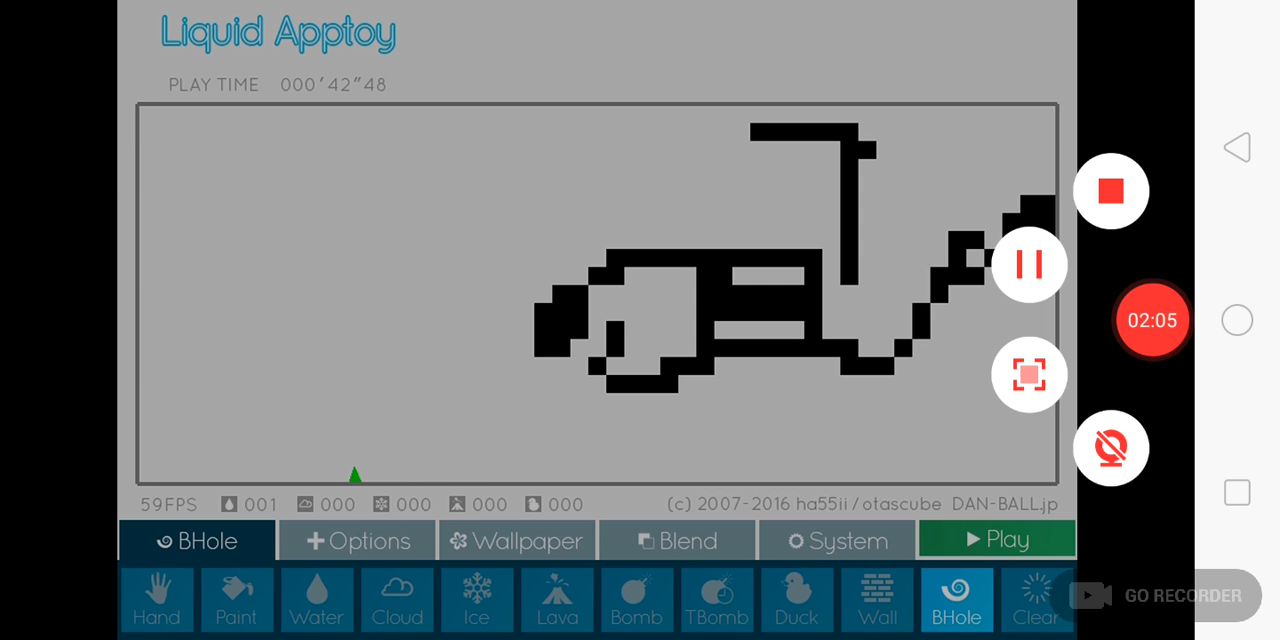 Liquid Apptoy
PLAY TIME 000'42"48
02:05
59FPS 001 000 000 000 000 (c) 2007-2016 ha55ii/otascube DAN-BALL.jp
BHole Options Wallpaper Blend System Play
Hand Paint Water Cloud Ice Lava Bomb TBomb Duck Wall BHole Clear
GO RECORDER